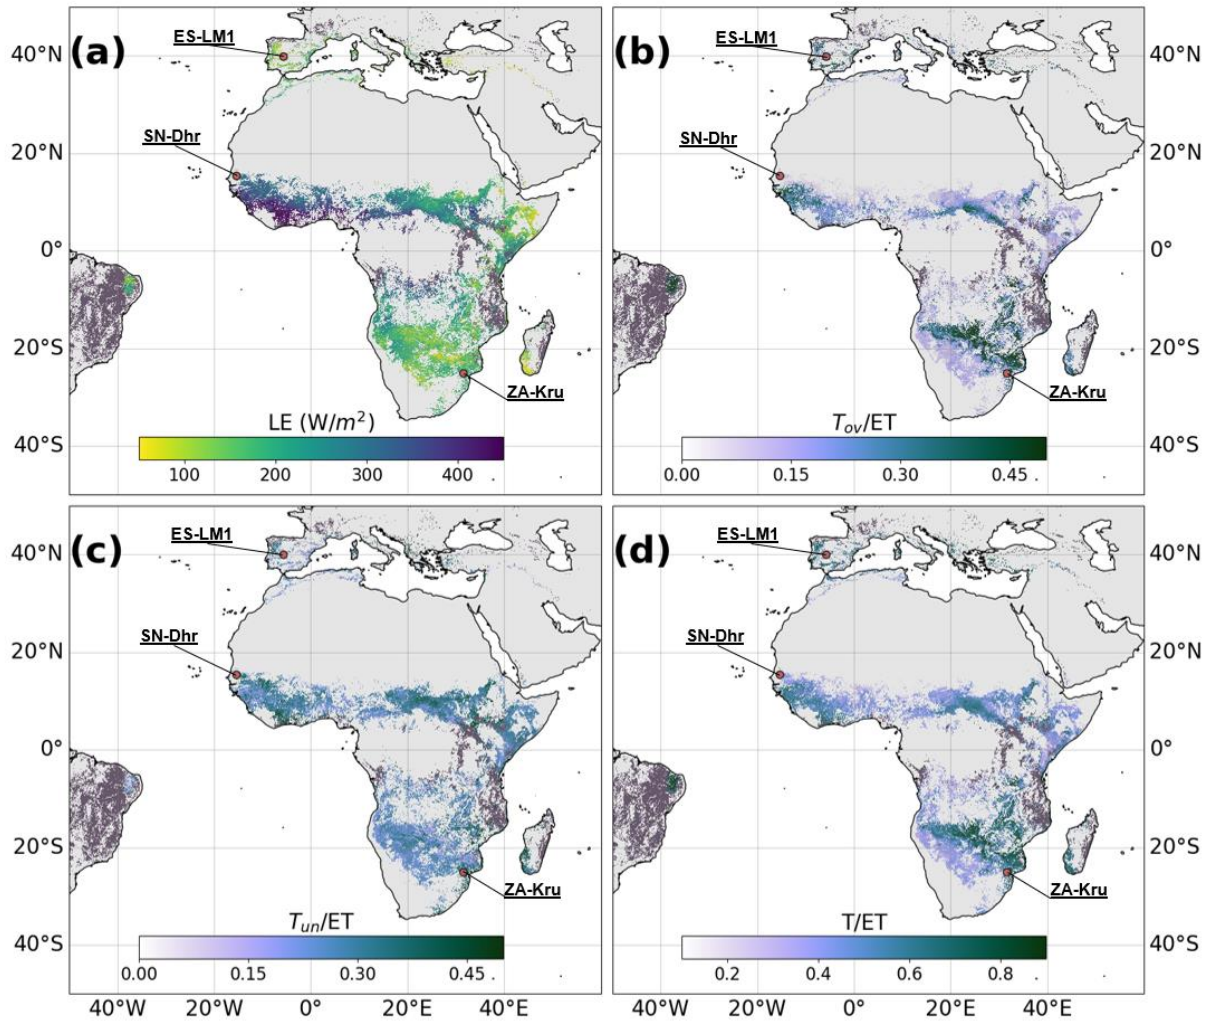 (a)
ES-LM1
40°N
SN-Dhr
20°N
0°
20°S
ZA-Kru
LE (W/m²)
40°S
100 200 300 400
(b)
ES-LM1
40°N
SN-Dhr
20°N
0°
20°S
ZA-Kru
Tov/ET
40°S
0.00 0.15 0.30 0.45
(c)
ES-LM1
40°N
SN-Dhr
20°N
0°
20°S
ZA-Kru
Tun/ET
40°S
0.00 0.15 0.30 0.45
40°W 20°W 0° 20°E 40°E
(d)
ES-LM1
40°N
SN-Dhr
20°N
0°
20°S
ZA-Kru
T/ET
40°S
0.2 0.4 0.6 0.8
40°W 20°W 0° 20°E 40°E